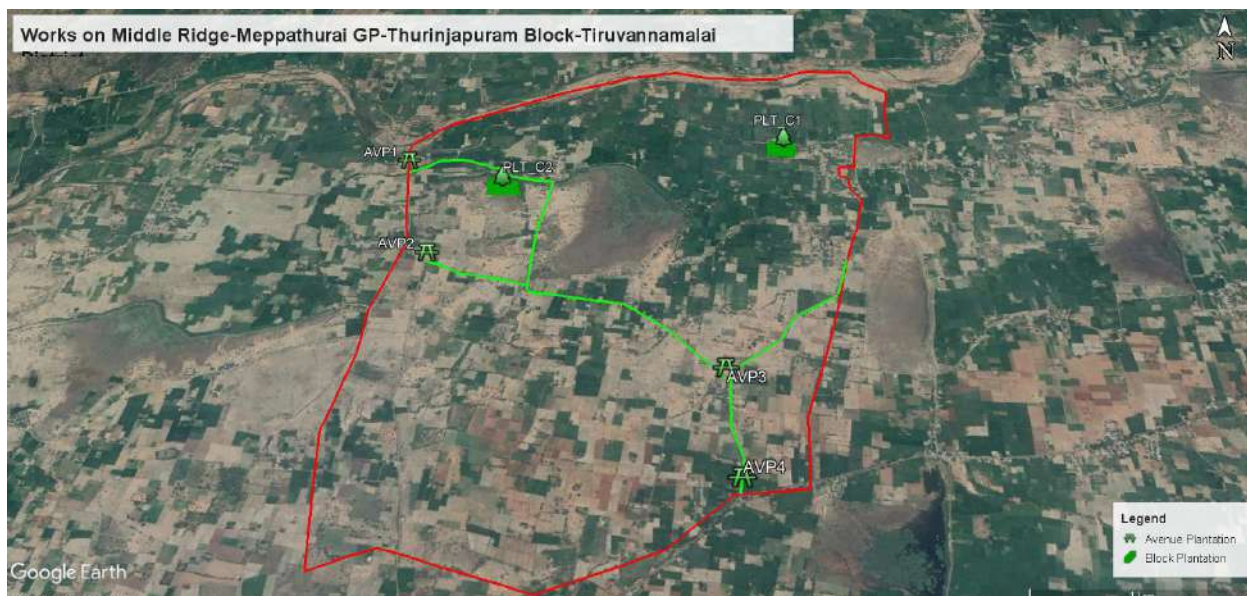 Works on Middle Ridge-Meppathurai GP-Thurinjapuram Block-Tiruvannamalai
District
N
PLT_C1
AVP1
PLT_C2
AVP2
AVP3
AVP4
Legend
Avenue Plantation
Block Plantation
Google Earth